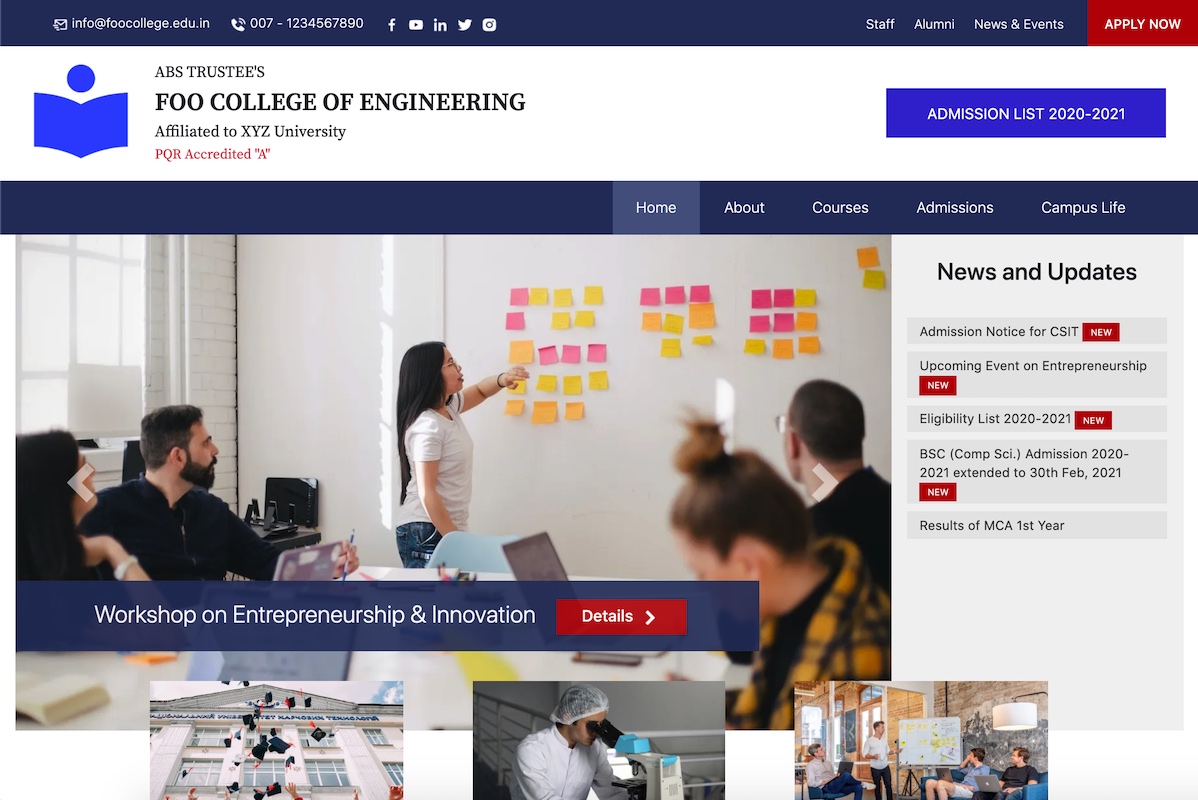 info@foocollege.edu.in 007 - 1234567890 Staff Alumni News & Events APPLY NOW
ABS TRUSTEE'S
FOO COLLEGE OF ENGINEERING
Affiliated to XYZ University
PQR Accredited "A"
ADMISSION LIST 2020-2021
Home About Courses Admissions Campus Life
News and Updates
Admission Notice for CSIT NEW
Upcoming Event on Entrepreneurship
NEW
Eligibility List 2020-2021 NEW
BSC (Comp Sci.) Admission 2020-
2021 extended to 30th Feb, 2021
NEW
Results of MCA 1st Year
Workshop on Entrepreneurship & Innovation Details
УНІВЕРСИТЕТ ХАРЧОВИХ ТЕХНОЛОГІЙ